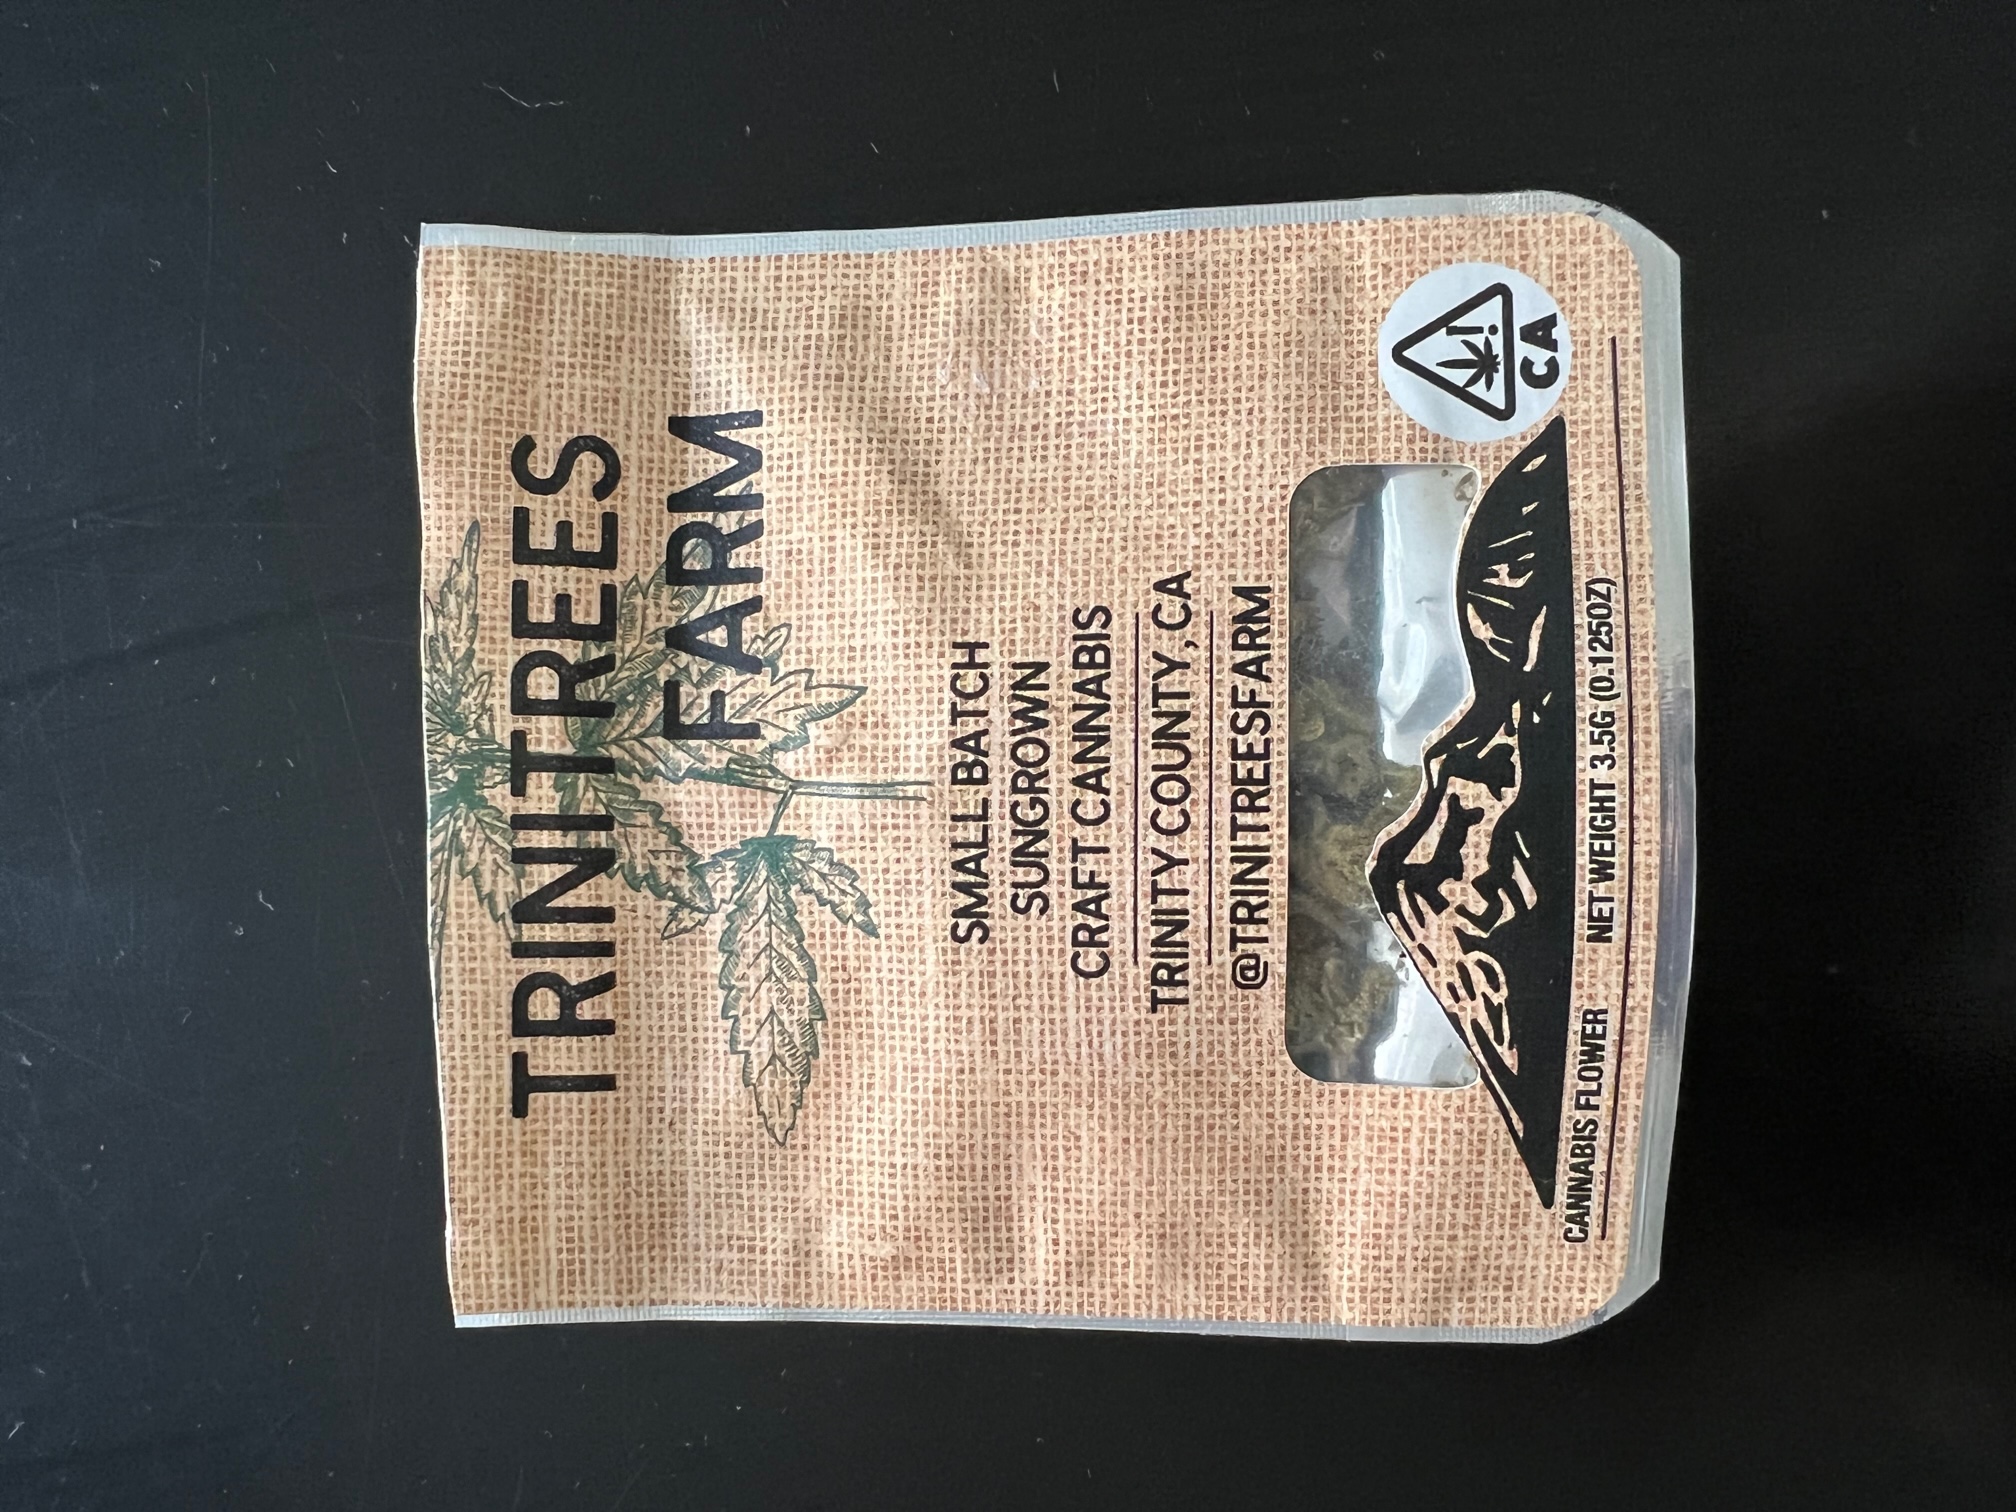 TRINITREES
FARM
SMALL BATCH
SUNGROWN
CRAFT CANNABIS
TRINITY COUNTY, CA
@TRINITREESFARM
!
CA
CANNABIS FLOWER NET WEIGHT 3.5G (0.125OZ)